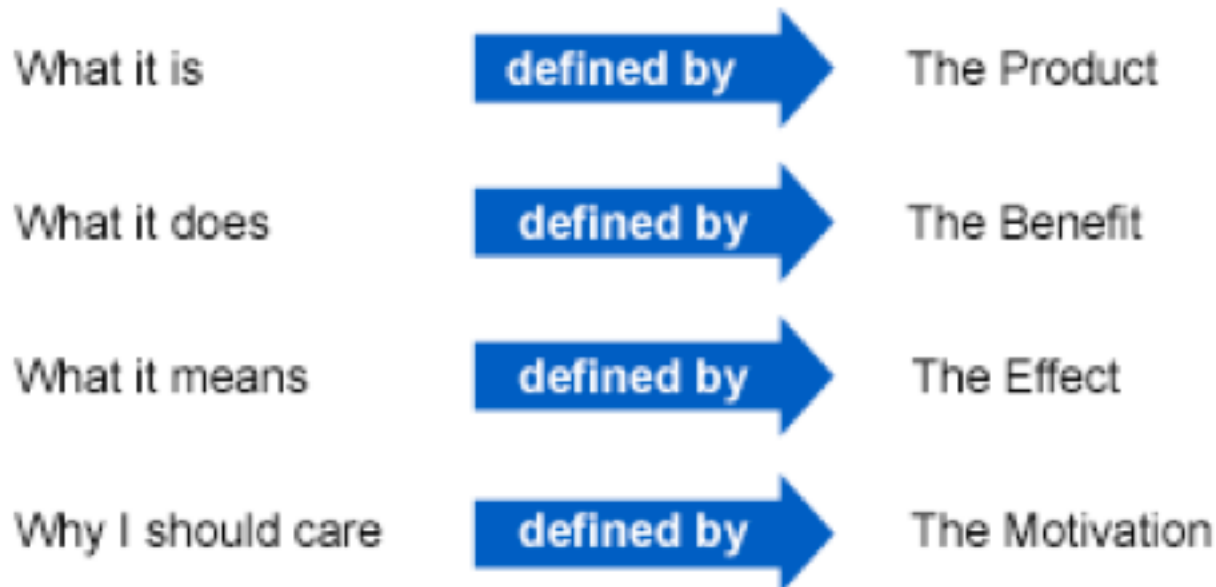 What it is defined by The Product
What it does defined by The Benefit
What it means defined by The Effect
Why I should care defined by The Motivation